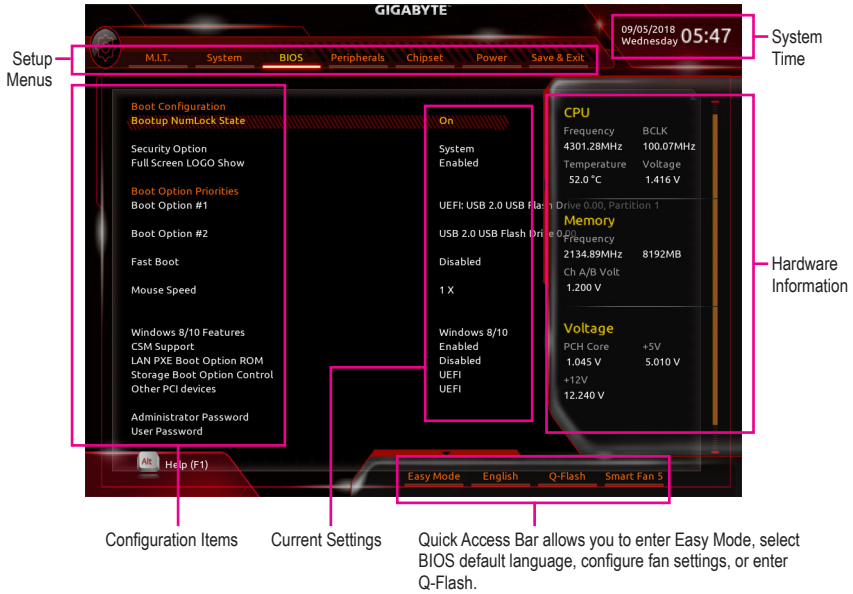 GIGABYTE™
09/05/2018
Wednesday 05:47
System
Time
Setup
Menus
M.I.T. System BIOS Peripherals Chipset Power Save & Exit
Boot Configuration
Bootup NumLock State On
Security Option System
Full Screen LOGO Show Enabled
Boot Option Priorities
Boot Option #1 UEFI: USB 2.0 USB Flash Drive 0.00, Partition 1
Boot Option #2 USB 2.0 USB Flash Drive 0.00
Fast Boot Disabled
Mouse Speed 1 X
Windows 8/10 Features Windows 8/10
CSM Support Enabled
LAN PXE Boot Option ROM Disabled
Storage Boot Option Control UEFI
Other PCI devices UEFI
Administrator Password
User Password
CPU
Frequency BCLK
4301.28MHz 100.07MHz
Temperature Voltage
52.0 °C 1.416 V
Memory
Frequency
2134.89MHz 8192MB
Ch A/B Volt
1.200 V
Voltage
PCH Core +5V
1.045 V 5.010 V
+12V
12.240 V
Hardware
Information
Alt Help (F1)
Easy Mode English Q-Flash Smart Fan 5
Configuration Items
Current Settings
Quick Access Bar allows you to enter Easy Mode, select
BIOS default language, configure fan settings, or enter
Q-Flash.